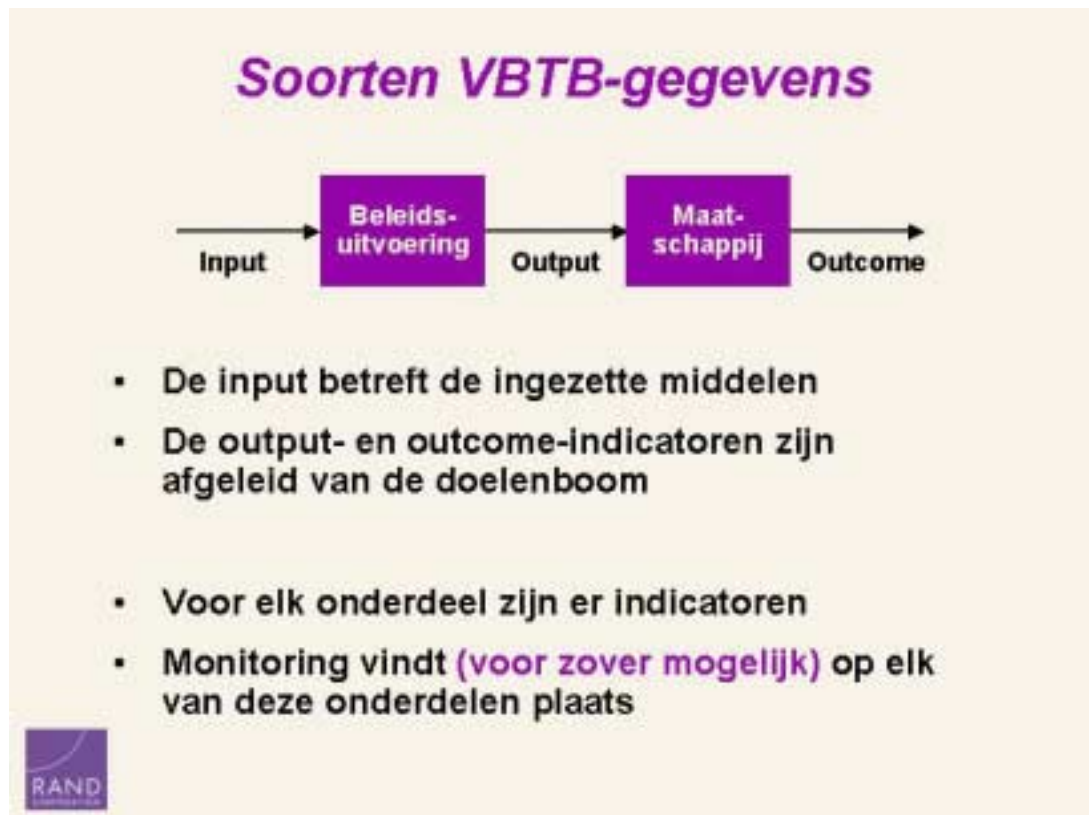 Soorten VBTB-gegevens
Beleids-
uitvoering
Maat-
schappij
Input
Output
Outcome
▪ De input betreft de ingezette middelen
▪ De output- en outcome-indicatoren zijn
afgeleid van de doelenboom
▪ Voor elk onderdeel zijn er indicatoren
▪ Monitoring vindt (voor zover mogelijk) op elk
van deze onderdelen plaats
RAND